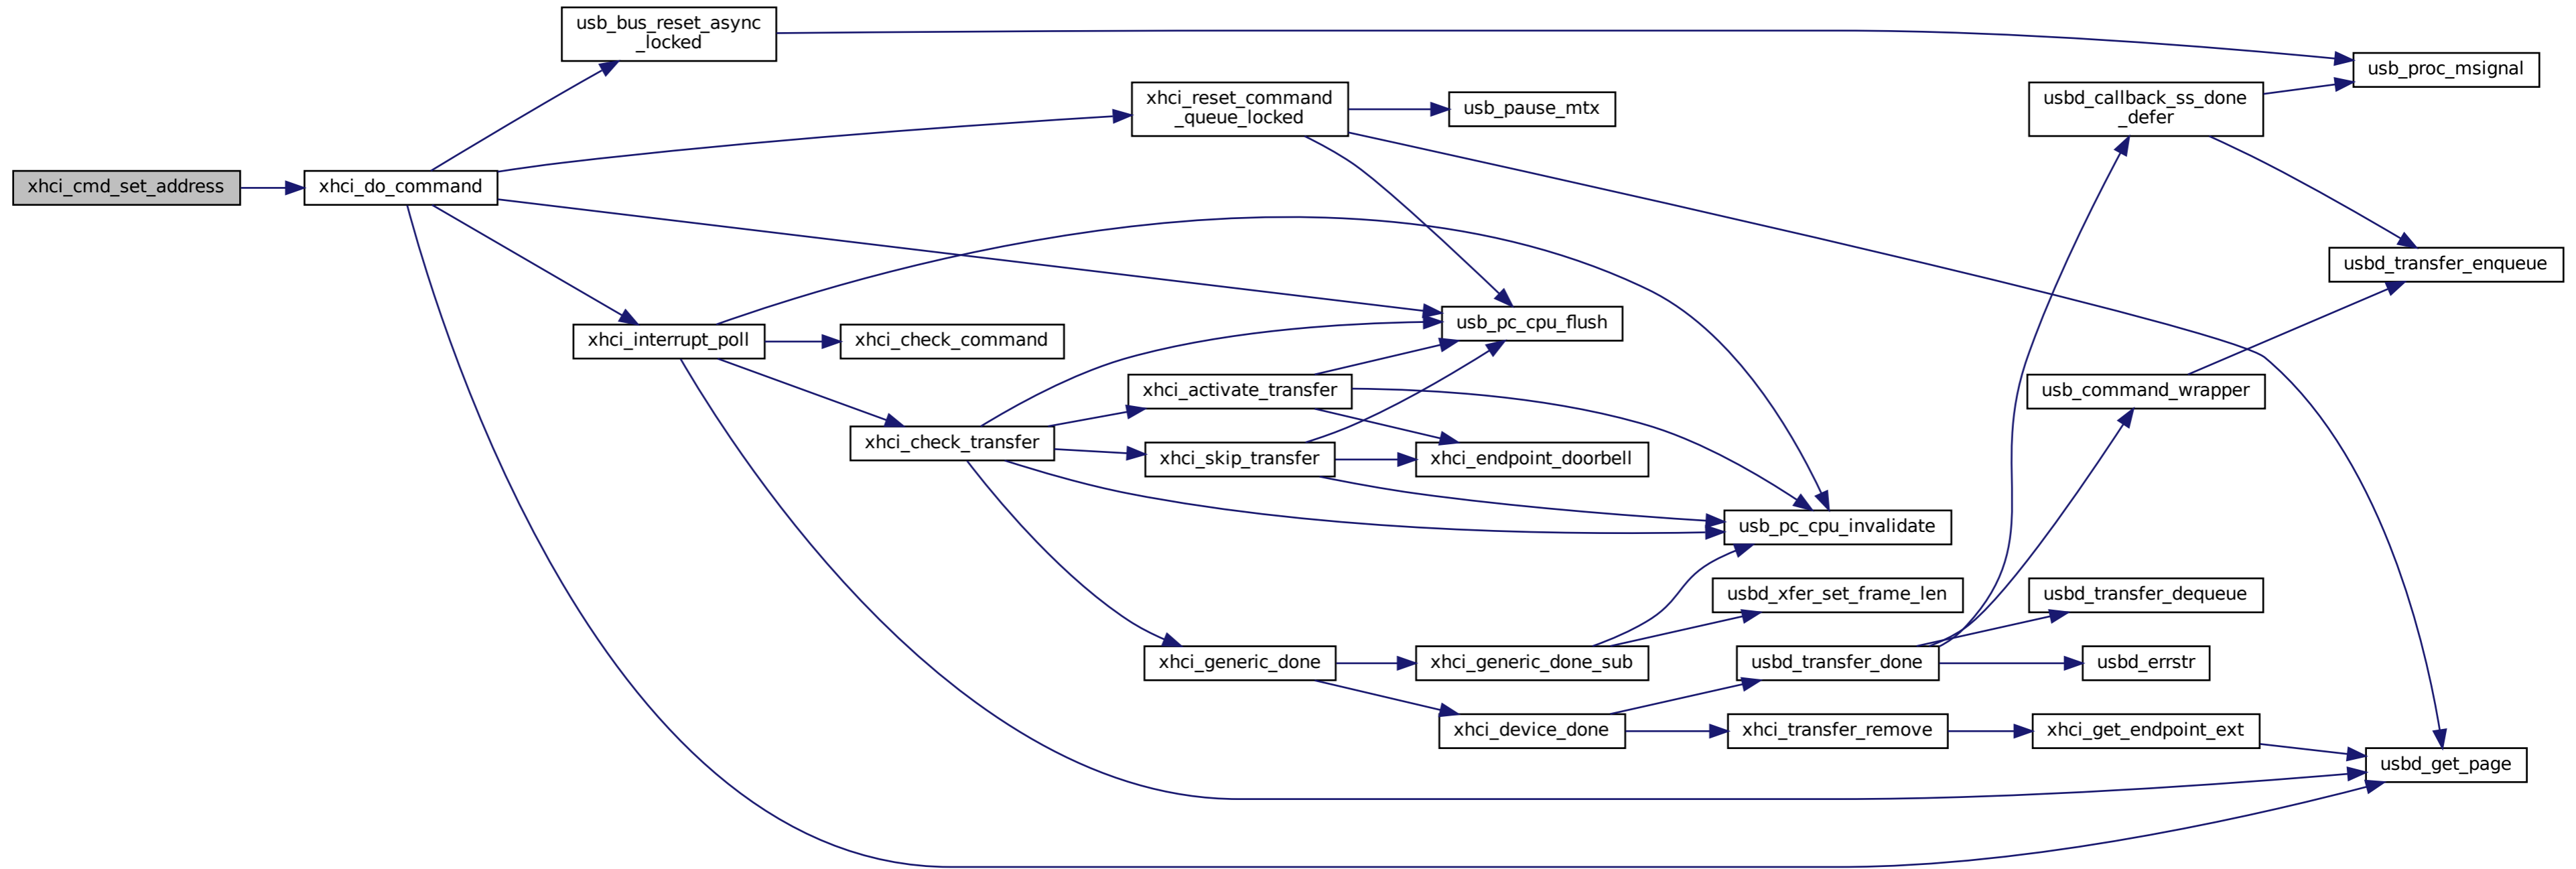 usb_bus_reset_async
_locked
usb_proc_msignal
xhci_reset_command
_queue_locked
usb_pause_mtx
usbd_callback_ss_done
_defer
xhci_cmd_set_address
xhci_do_command
usbd_transfer_enqueue
usb_pc_cpu_flush
xhci_interrupt_poll
xhci_check_command
xhci_activate_transfer
usb_command_wrapper
xhci_check_transfer
xhci_skip_transfer
xhci_endpoint_doorbell
usb_pc_cpu_invalidate
usbd_xfer_set_frame_len
usbd_transfer_dequeue
xhci_generic_done
xhci_generic_done_sub
usbd_transfer_done
usbd_errstr
xhci_device_done
xhci_transfer_remove
xhci_get_endpoint_ext
usbd_get_page